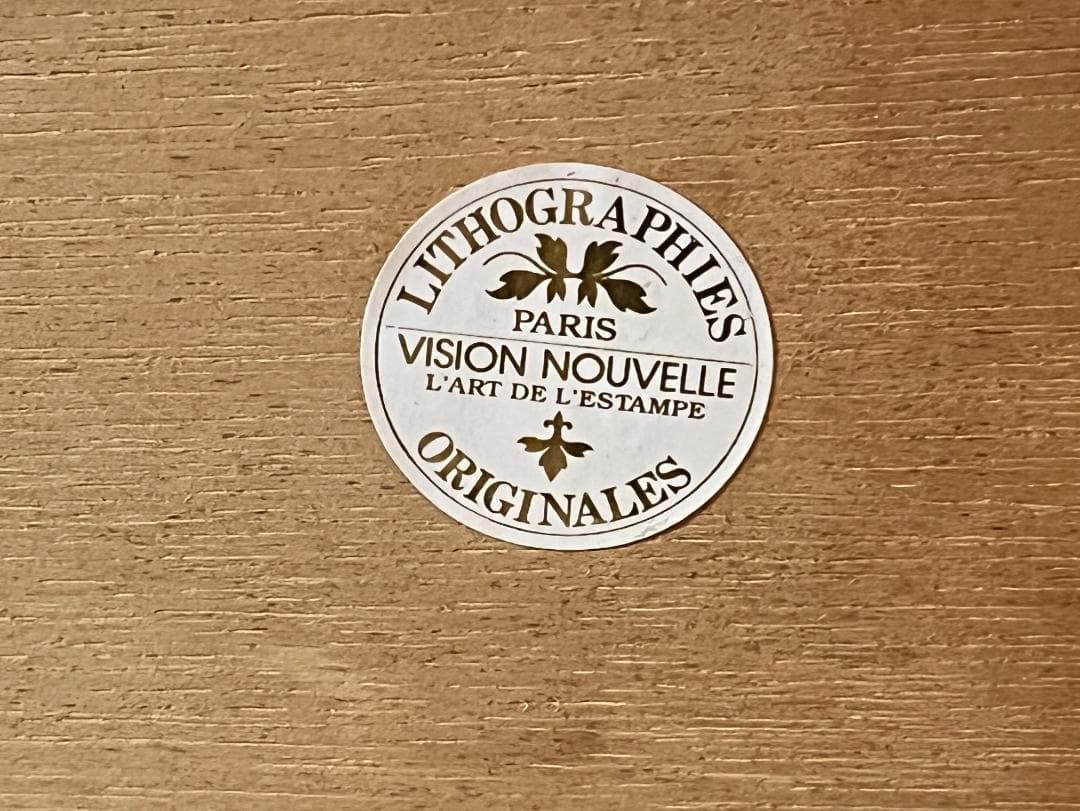 LITHOGRAPHIES
PARIS
VISION NOUVELLE
L'ART DE L'ESTAMPE
ORIGINALES